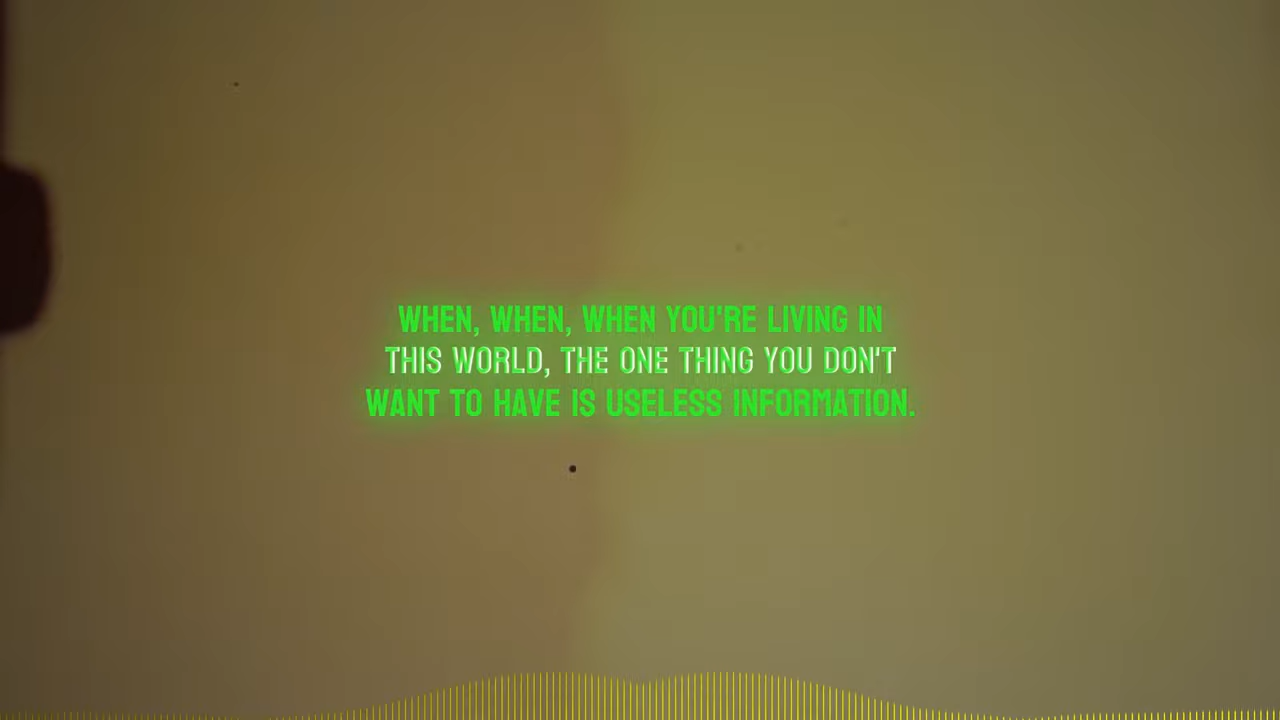 WHEN, WHEN, WHEN YOU'RE LIVING IN
THIS WORLD, THE ONE THING YOU DON'T
WANT TO HAVE IS USELESS INFORMATION.